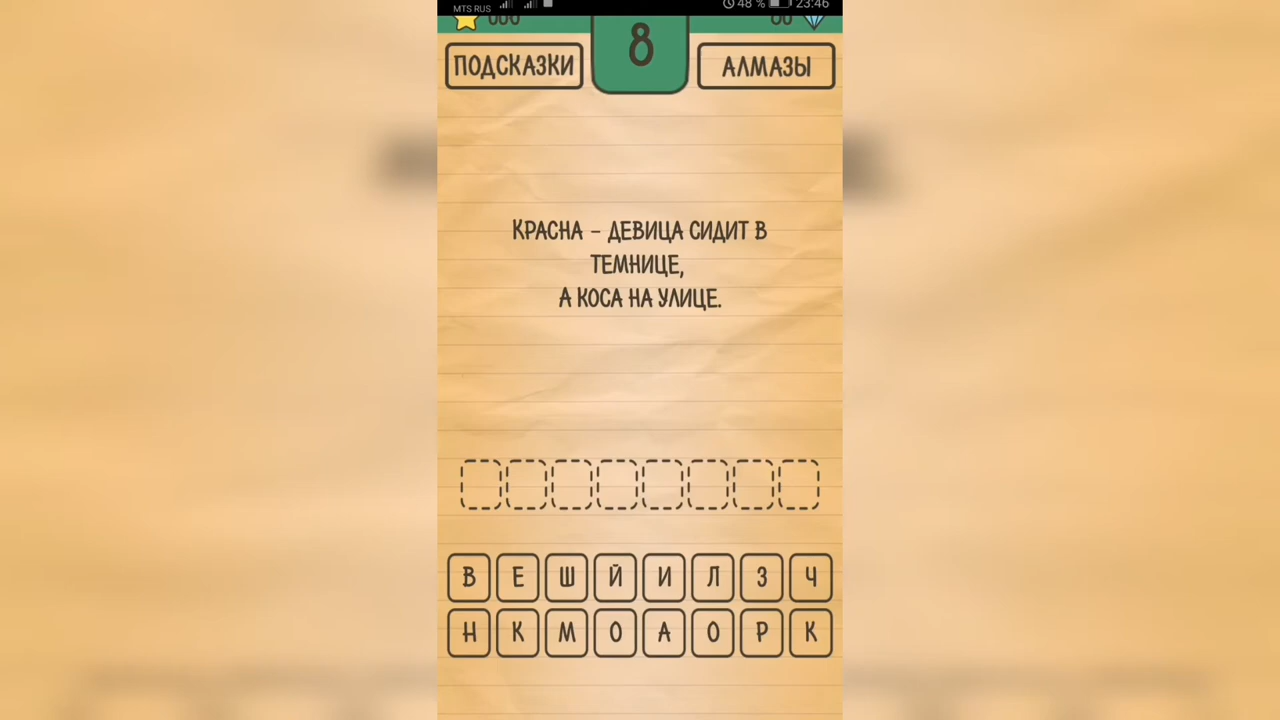 MTS RUS 48 % 23:46
ПОДСКАЗКИ 8 АЛМАЗЫ
КРАСНА - ДЕВИЦА СИДИТ В
ТЕМНИЦЕ,
А КОСА НА УЛИЦЕ.
В Е Ш Й И Л З Ч
Н К М О А О Р К